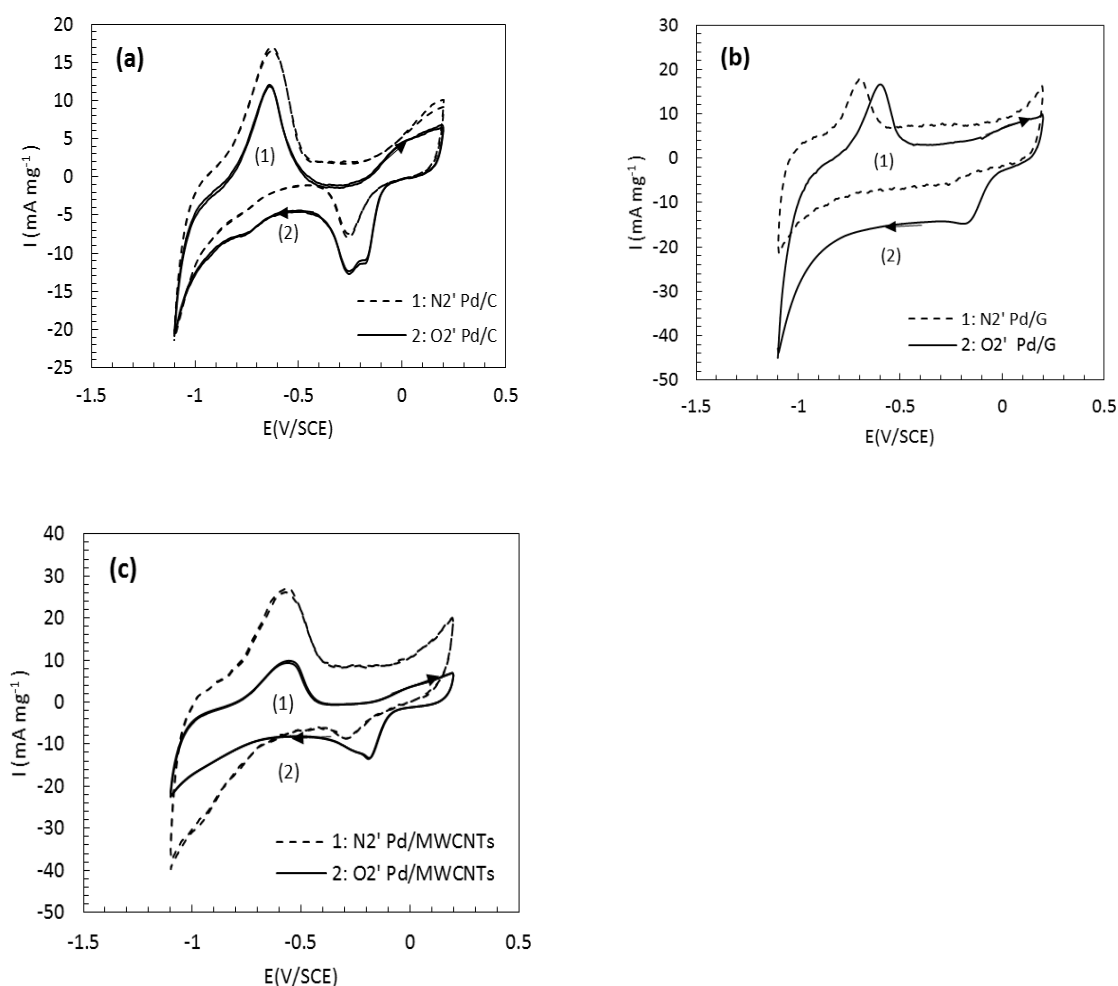 (a)
20
15
10
5
0
-5
-10
-15
-20
-25
I (mA mg⁻¹)
(1)
(2)
1: N2' Pd/C
2: O2' Pd/C
-1.5 -1 -0.5 0 0.5
E(V/SCE)
(b)
30
20
10
0
-10
-20
-30
-40
-50
I (mA mg⁻¹)
(1)
(2)
1: N2' Pd/G
2: O2' Pd/G
-1.5 -1 -0.5 0 0.5
E(V/SCE)
(c)
40
30
20
10
0
-10
-20
-30
-40
-50
I (mA mg⁻¹)
(1)
(2)
1: N2' Pd/MWCNTs
2: O2' Pd/MWCNTs
-1.5 -1 -0.5 0 0.5
E(V/SCE)